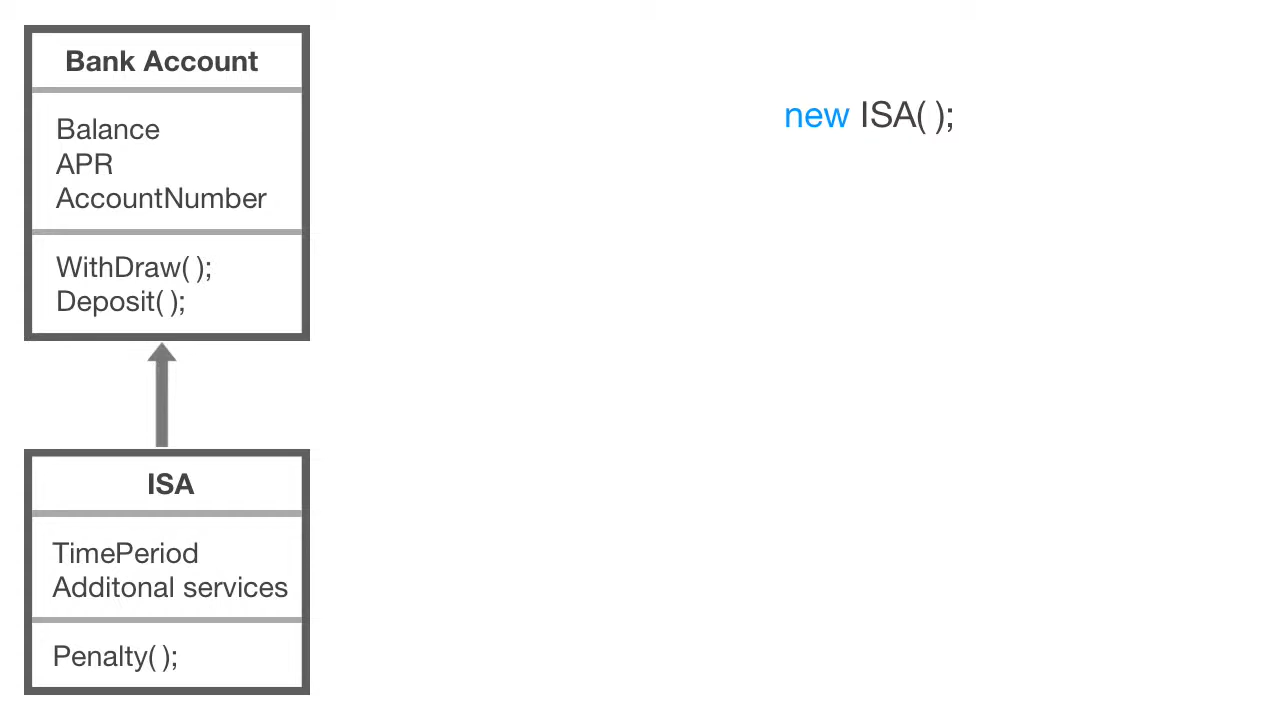 Bank Account
Balance
APR
AccountNumber
WithDraw( );
Deposit( );
ISA
TimePeriod
Additonal services
Penalty( );
new ISA( );